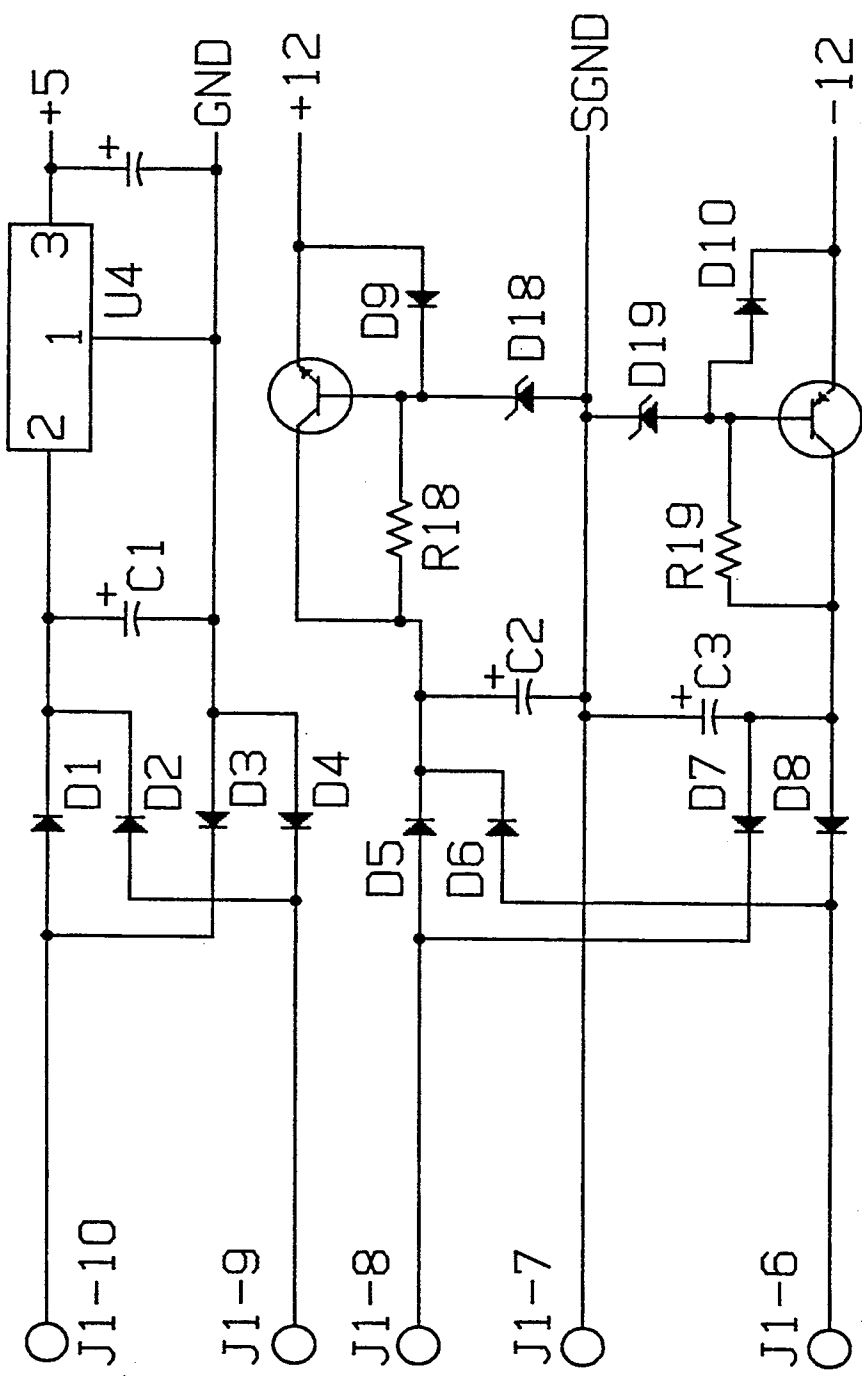 +5
GND
+12
SGND
-12
3
1
2
U4
+
D9
D18
D19
D10
+
C1
R18
R19
+
C2
+
C3
D1
D2
D3
D4
D5
D6
D7
D8
J1-10
J1-9
J1-8
J1-7
J1-6